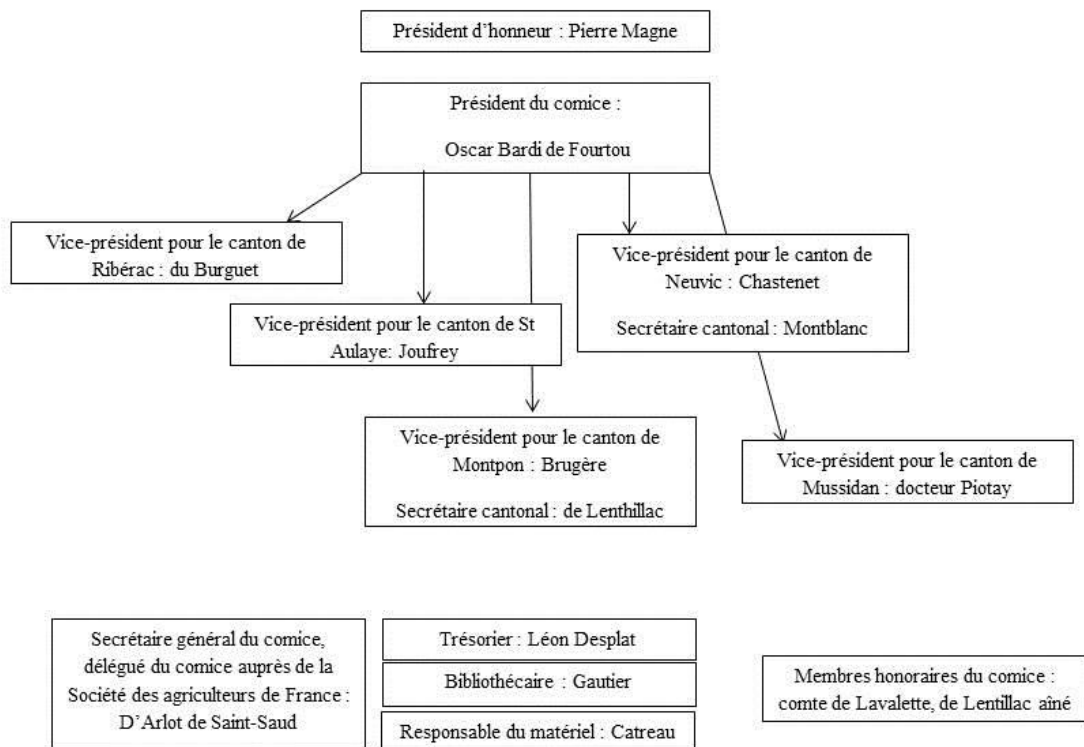 Président d’honneur : Pierre Magne
Président du comice :
Oscar Bardi de Fourtou
Vice-président pour le canton de
Ribérac : du Burguet
Vice-président pour le canton de
Neuvic : Chastenet
Secrétaire cantonal : Montblanc
Vice-président pour le canton de St
Aulaye: Joufrey
Vice-président pour le canton de
Montpon : Brugère
Secrétaire cantonal : de Lenthillac
Vice-président pour le canton de
Mussidan : docteur Piotay
Secrétaire général du comice,
délégué du comice auprès de la
Société des agriculteurs de France :
D’Arlot de Saint-Saud
Trésorier : Léon Desplat
Bibliothécaire : Gautier
Responsable du matériel : Catreau
Membres honoraires du comice :
comte de Lavalette, de Lentillac aîné